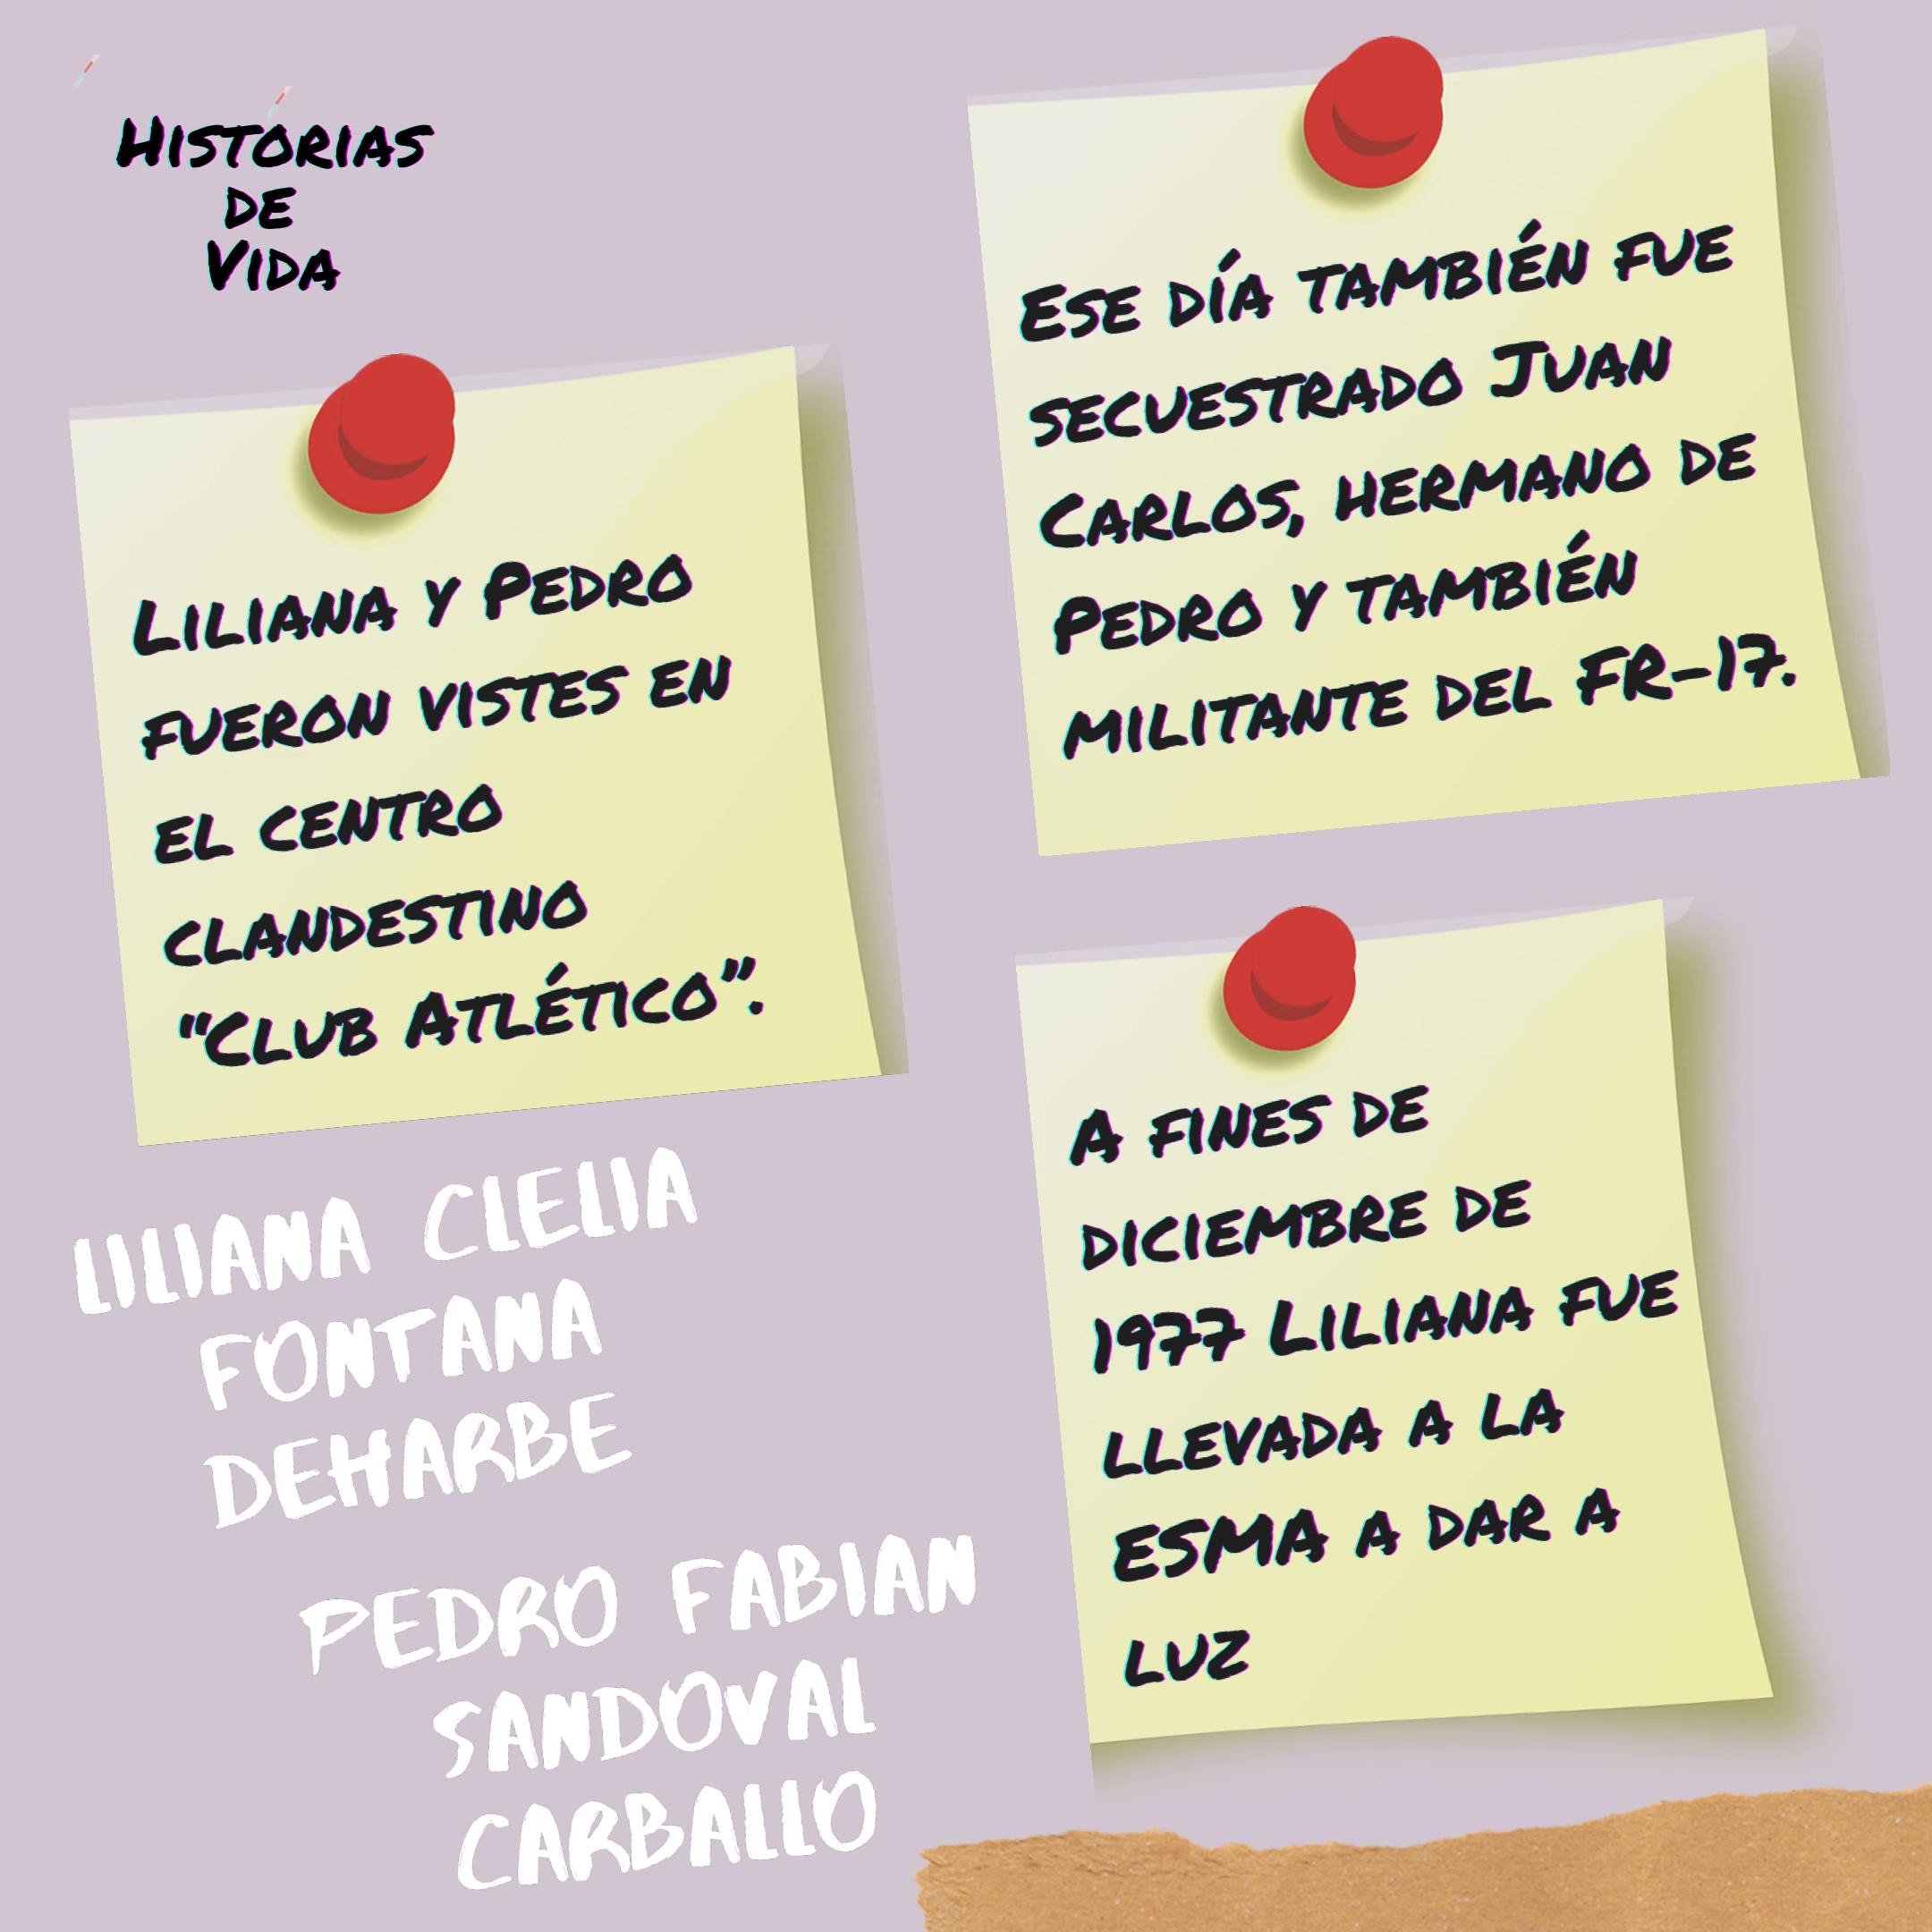 Historias
de
Vida
Ese día también fue
secuestrado Juan
Carlos, hermano de
Pedro y también
militante del FR-17.
Liliana y Pedro
fueron vistes en
el centro
clandestino
"Club Atlético".
A fines de
diciembre de
1977 Liliana fue
llevada a la
ESMA a dar a
luz
LILIANA CLELIA
FONTANA
DEHARBE
PEDRO FABIAN
SANDOVAL
CARBALLO